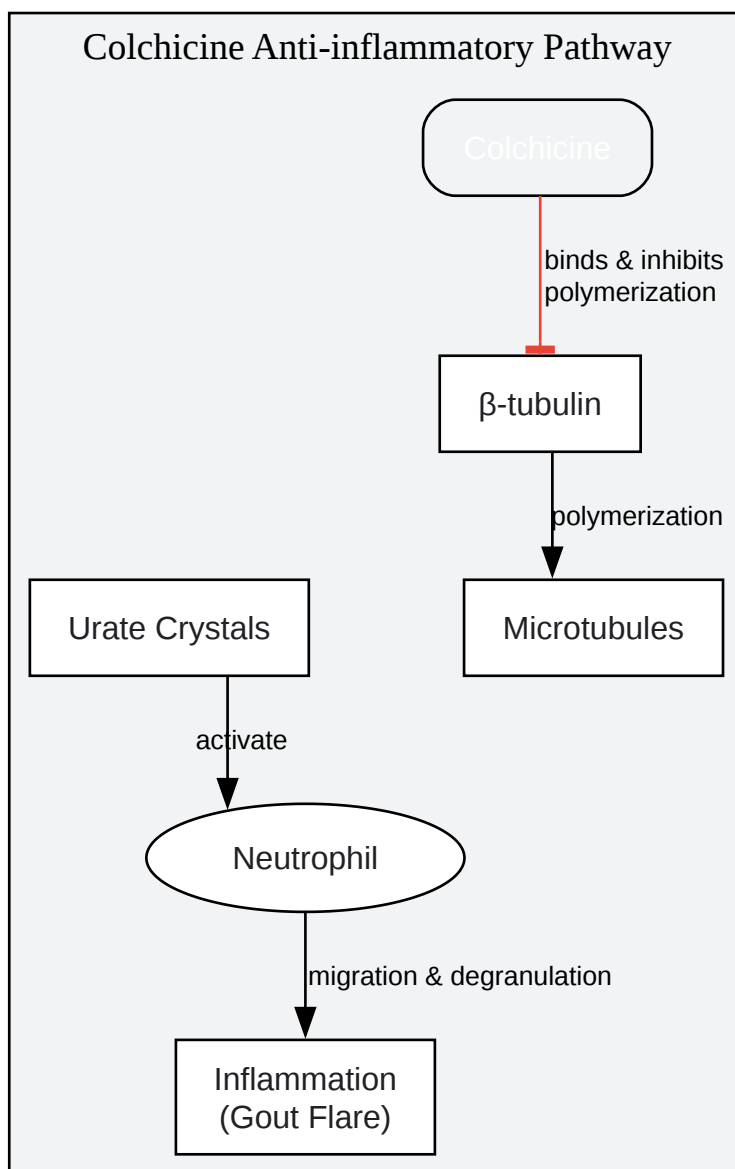 Colchicine Anti-inflammatory Pathway
Colchicine
binds & inhibits
polymerization
β-tubulin
polymerization
Urate Crystals
Microtubules
activate
Neutrophil
migration & degranulation
Inflammation
(Gout Flare)